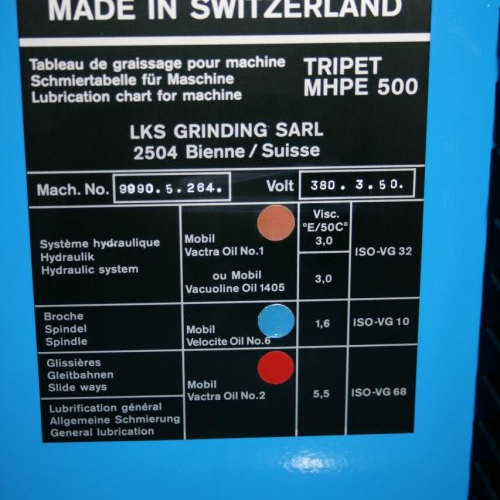 MADE IN SWITZERLAND
Tableau de graissage pour machine
Schmiertabelle für Maschine
Lubrication chart for machine
TRIPET
MHPE 500
LKS GRINDING SARL
2504 Bienne / Suisse
Mach. No. 9990.5.264. Volt 380.3.50.
Système hydraulique
Hydraulik
Hydraulic system
Mobil
Vactra Oil No.1
ou Mobil
Vacuoline Oil 1405
Visc.
°E/50C°
3,0
3,0
ISO-VG 32
Broche
Spindel
Spindle
Mobil
Velocite Oil No.6
1,6
ISO-VG 10
Glissières
Gleitbahnen
Slide ways
Lubrification général
Allgemeine Schmierung
General lubrication
Mobil
Vactra Oil No.2
5,5
ISO-VG 68